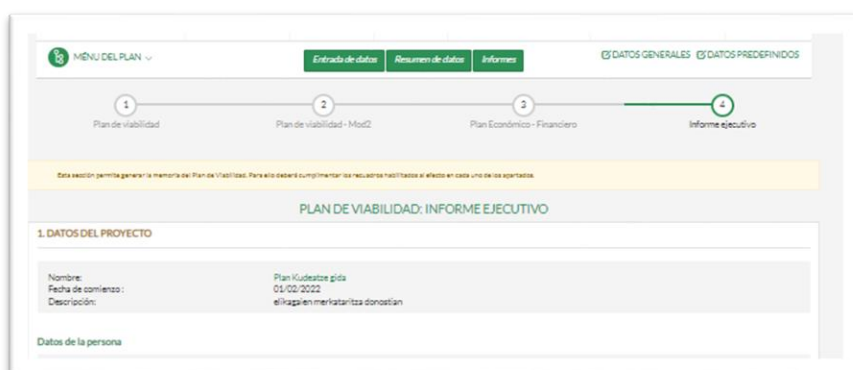 MENU DEL PLAN
Entrada de datos Resumen de datos Informes
DATOS GENERALES DATOS PREDEFINIDOS
1 2 3 4
Plan de viabilidad Plan de viabilidad - Mod2 Plan Económico - Financiero Informe ejecutivo
Esta sección permite generar la memoria del Plan de Viabilidad. Para ello deberá cumplimentar los recuadros habilitados al efecto en cada uno de los apartados.
PLAN DE VIABILIDAD: INFORME EJECUTIVO
1. DATOS DEL PROYECTO
Nombre: Plan Kudeatze gida
Fecha de comienzo : 01/02/2022
Descripción: elikagaien merkataritza donostian
Datos de la persona